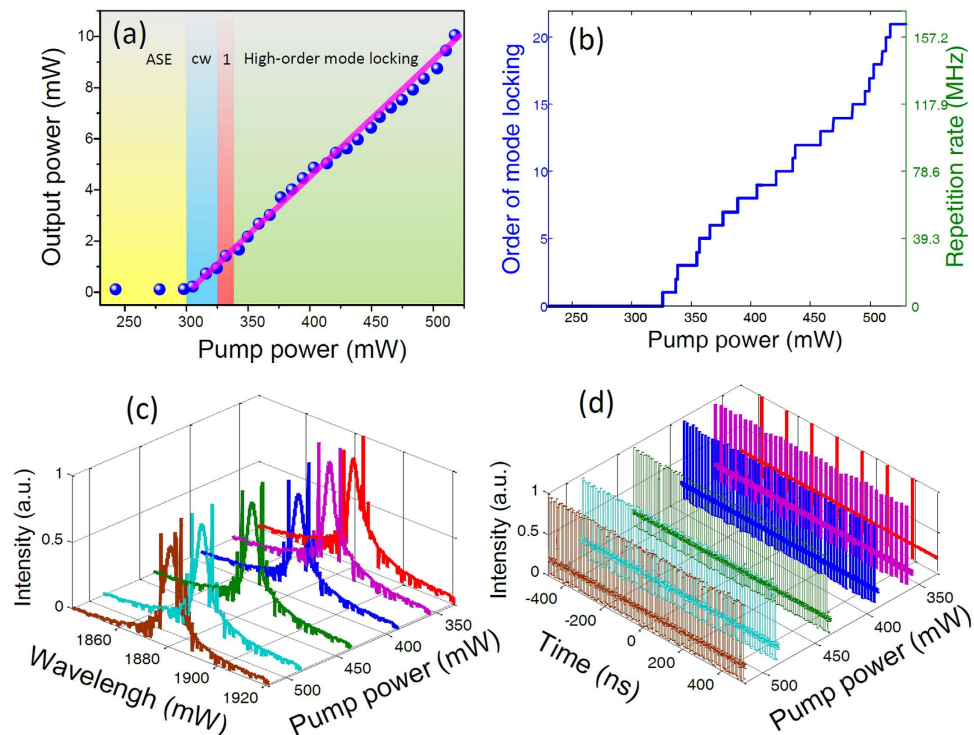 (a)
ASE cw 1 High-order mode locking
Output power (mW)
10
8
6
4
2
0
250 300 350 400 450 500
Pump power (mW)
(b)
Order of mode locking
20
15
10
5
0
250 300 350 400 450 500
Pump power (mW)
157.2
117.9
78.6
39.3
0
Repetition rate (MHz)
(c)
Intensity (a.u.)
1
0.5
0
1860
1880
1900
1920
Wavelengh (mW)
350
400
450
500
Pump power (mW)
(d)
Intensity (a.u.)
1
0.5
0
-400
-200
0
200
400
Time (ns)
350
400
450
500
Pump power (mW)